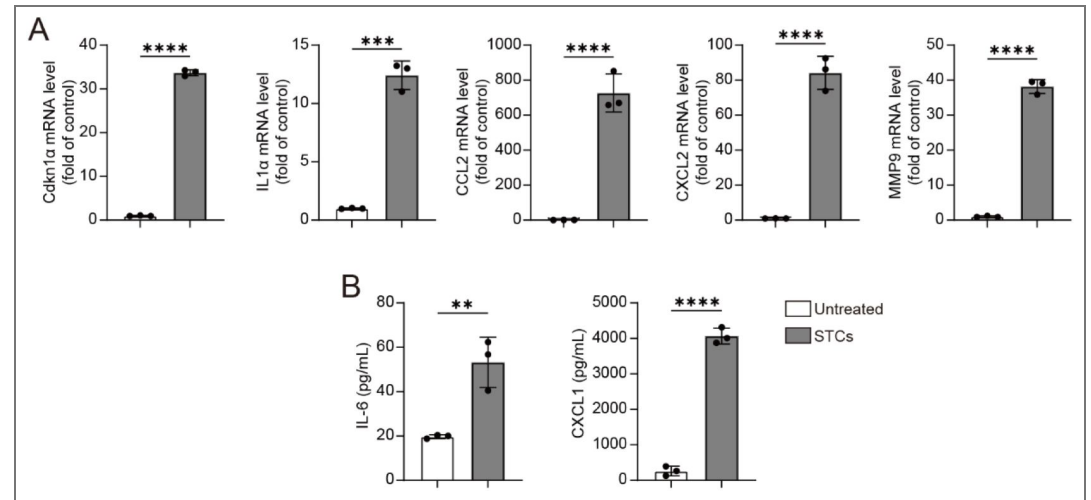 A
Cdkn1α mRNA level
(fold of control)
40
30
20
10
0
****
IL1α mRNA level
(fold of control)
15
10
5
0
***
CCL2 mRNA level
(fold of control)
800
600
400
200
0
****
CXCL2 mRNA level
(fold of control)
100
80
60
40
20
0
****
MMP9 mRNA level
(fold of control)
50
40
30
20
10
0
****
B
IL-6 (pg/mL)
80
60
40
20
0
**
CXCL1 (pg/mL)
5000
4000
3000
2000
1000
0
****
Untreated
STCs